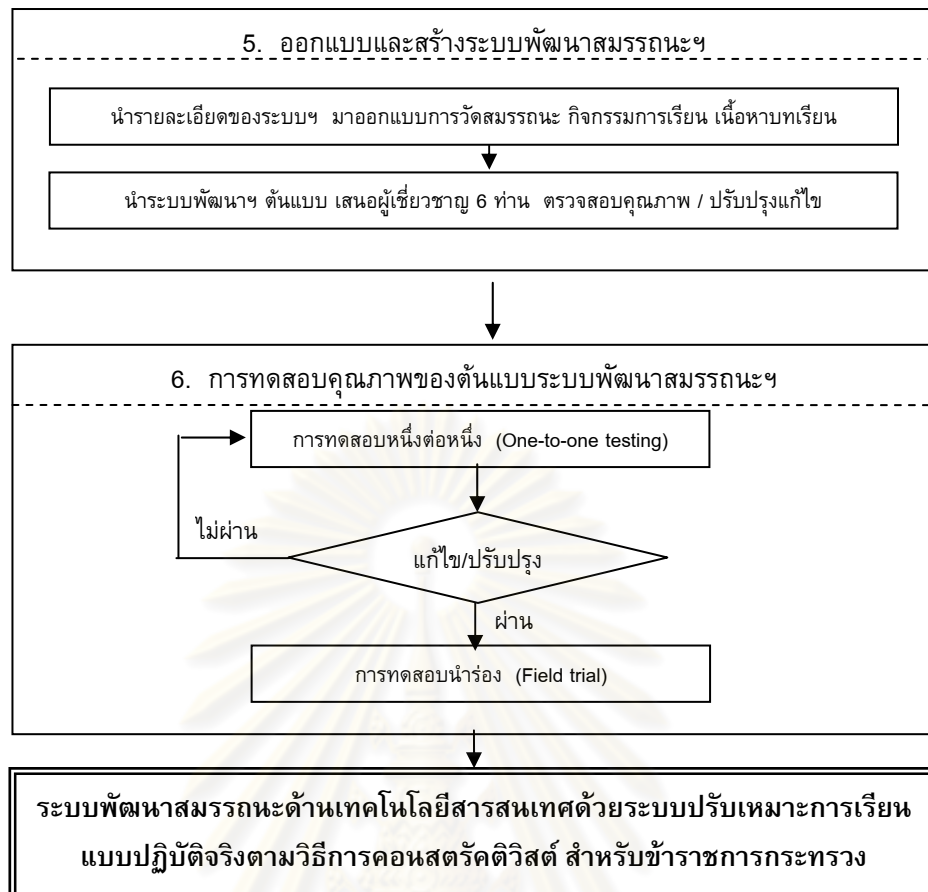 5. ออกแบบและสร้างระบบพัฒนาสมรรถนะฯ
นำรายละเอียดของระบบฯ มาออกแบบการวัดสมรรถนะ กิจกรรมการเรียน เนื้อหาบทเรียน
นำระบบพัฒนาฯ ต้นแบบ เสนอผู้เชี่ยวชาญ 6 ท่าน ตรวจสอบคุณภาพ / ปรับปรุงแก้ไข
6. การทดสอบคุณภาพของต้นแบบระบบพัฒนาสมรรถนะฯ
การทดสอบหนึ่งต่อหนึ่ง (One-to-one testing)
ไม่ผ่าน
แก้ไข/ปรับปรุง
ผ่าน
การทดสอบนำร่อง (Field trial)
ระบบพัฒนาสมรรถนะด้านเทคโนโลยีสารสนเทศด้วยระบบปรับเหมาะการเรียน
แบบปฏิบัติจริงตามวิธีการคอนสตรัคติวิสต์ สำหรับข้าราชการกระทรวง